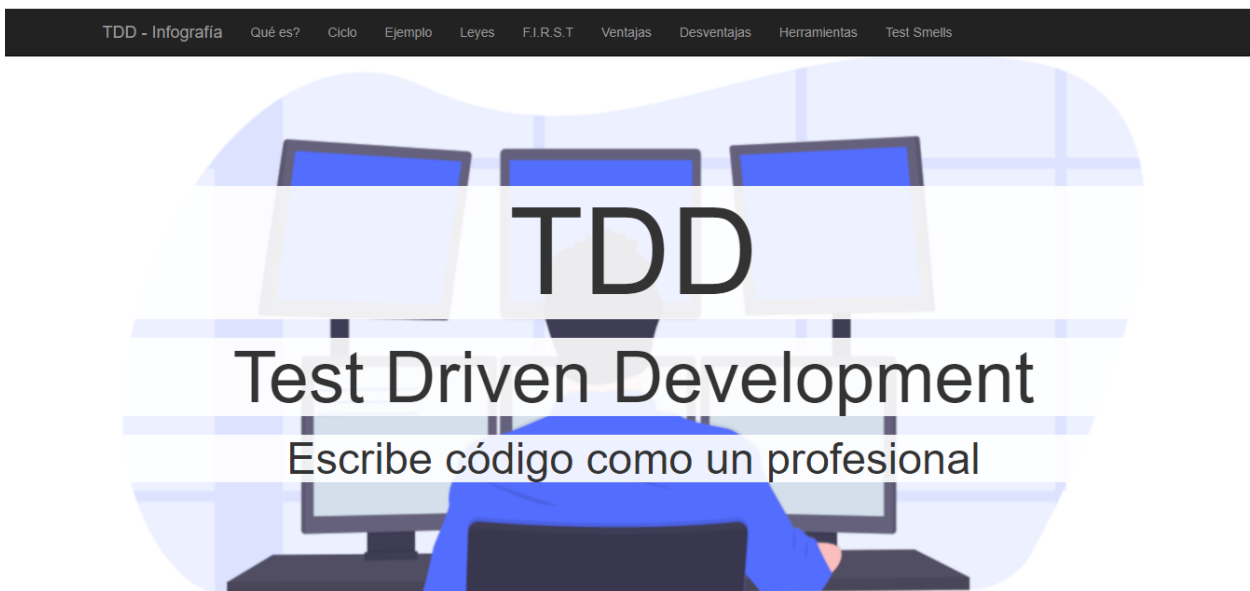 TDD - Infografía Qué es? Ciclo Ejemplo Leyes F.I.R.S.T Ventajas Desventajas Herramientas Test Smells
TDD
Test Driven Development
Escribe código como un profesional